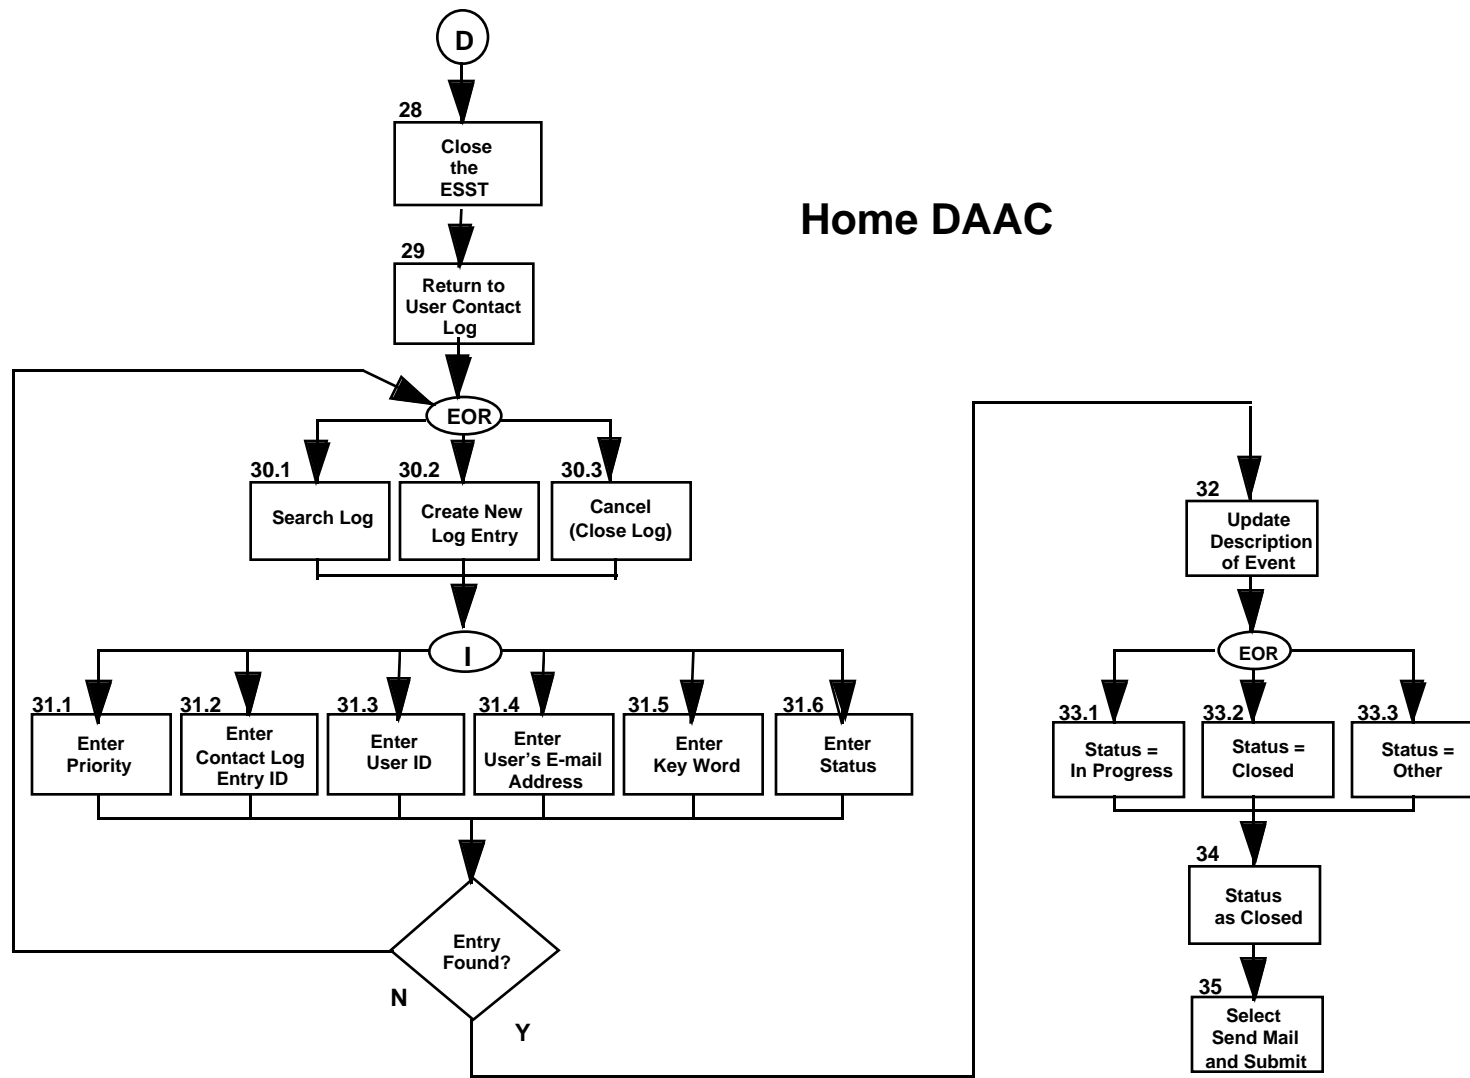 D
28
Close
the
ESST
Home DAAC
29
Return to
User Contact
Log
EOR
30.1
Search Log
30.2
Create New
Log Entry
30.3
Cancel
(Close Log)
I
31.1
Enter
Priority
31.2
Enter
Contact Log
Entry ID
31.3
Enter
User ID
31.4
Enter
User's E-mail
Address
31.5
Enter
Key Word
31.6
Enter
Status
Entry
Found?
N
Y
32
Update
Description
of Event
EOR
33.1
Status =
In Progress
33.2
Status =
Closed
33.3
Status =
Other
34
Status
as Closed
35
Select
Send Mail
and Submit